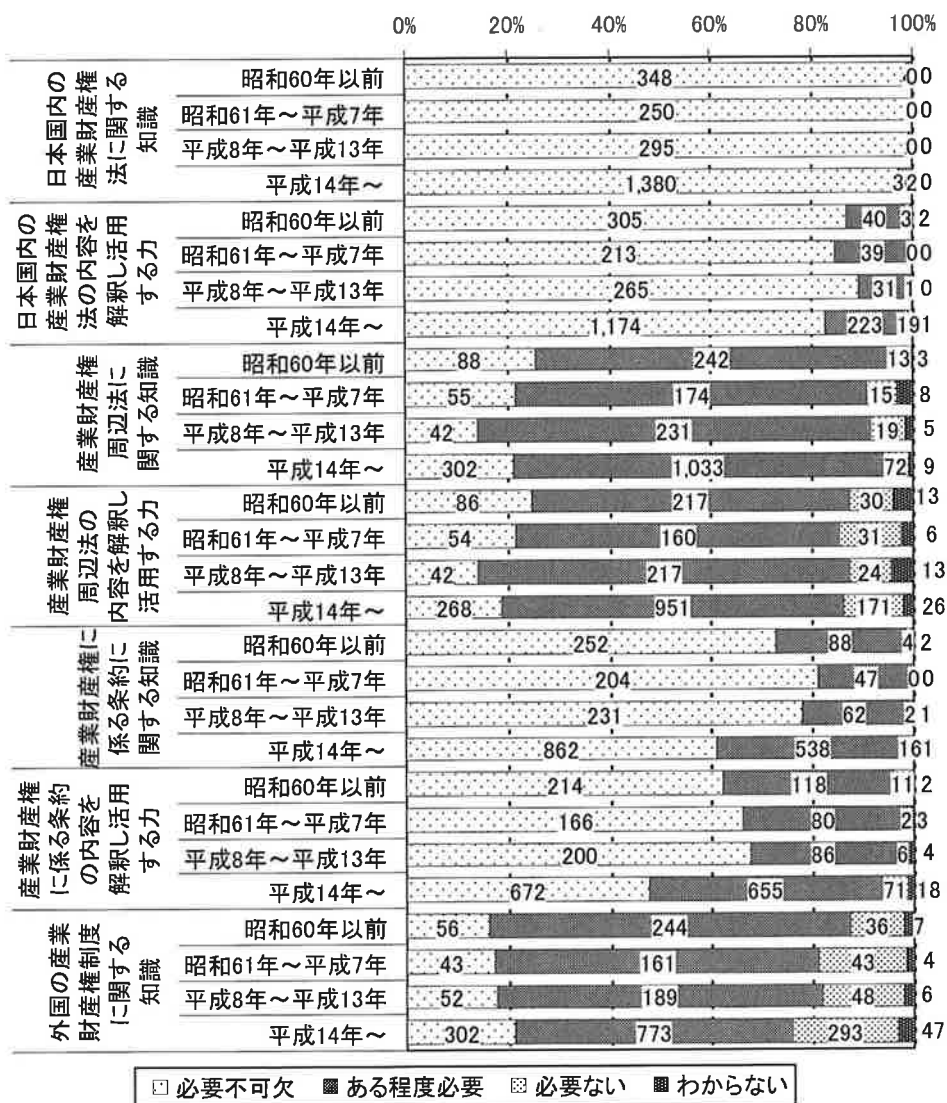 0% 20% 40% 60% 80% 100%
日本国内の
産業財産権
法に関する
知識
昭和60年以前 348 0 0
昭和61年～平成7年 250 0 0
平成8年～平成13年 295 0 0
平成14年～ 1,380 3 2 0
日本国内の
産業財産権
法の内容を
解釈し活用
する力
昭和60年以前 305 40 3 2
昭和61年～平成7年 213 39 0 0
平成8年～平成13年 265 31 1 0
平成14年～ 1,174 223 19 1
産業財産権
周辺法に
関する知識
昭和60年以前 88 242 13 3
昭和61年～平成7年 55 174 15 8
平成8年～平成13年 42 231 19 5
平成14年～ 302 1,033 72 9
産業財産権
周辺法の
内容を解釈し
活用する力
昭和60年以前 86 217 30 13
昭和61年～平成7年 54 160 31 6
平成8年～平成13年 42 217 24 13
平成14年～ 268 951 171 26
産業財産権に
係る条約に
関する知識
昭和60年以前 252 88 4 2
昭和61年～平成7年 204 47 0 0
平成8年～平成13年 231 62 2 1
平成14年～ 862 538 16 1
産業財産権
に係る条約
の内容を
解釈し活用
する力
昭和60年以前 214 118 11 2
昭和61年～平成7年 166 80 2 3
平成8年～平成13年 200 86 6 4
平成14年～ 672 655 71 18
外国の産業
財産権制度
に関する
知識
昭和60年以前 56 244 36 7
昭和61年～平成7年 43 161 43 4
平成8年～平成13年 52 189 48 6
平成14年～ 302 773 293 47
必要不可欠 ある程度必要 必要ない わからない